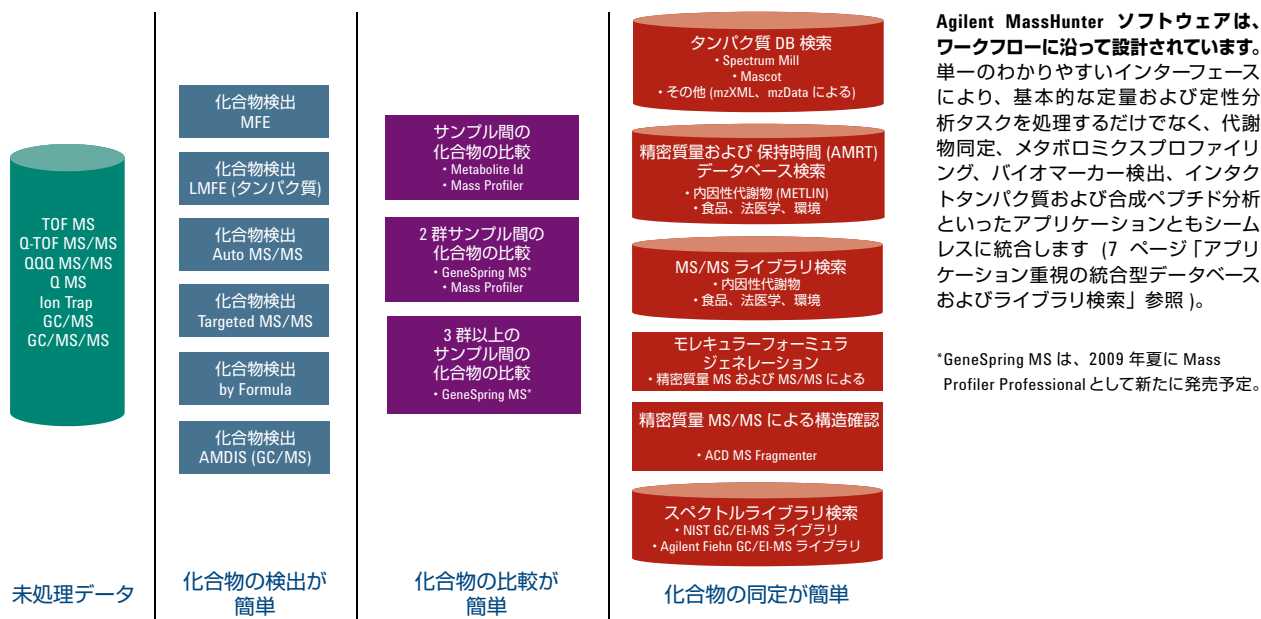 TOF MS
Q-TOF MS/MS
QQQ MS/MS
Q MS
Ion Trap
GC/MS
GC/MS/MS
未処理データ
化合物検出
MFE
化合物検出
LMFE (タンパク質)
化合物検出
Auto MS/MS
化合物検出
Targeted MS/MS
化合物検出
by Formula
化合物検出
AMDIS (GC/MS)
化合物の検出が
簡単
サンプル間の
化合物の比較
• Metabolite Id
• Mass Profiler
2 群サンプル間の
化合物の比較
• GeneSpring MS*
• Mass Profiler
3 群以上の
サンプル間の
化合物の比較
• GeneSpring MS*
化合物の比較が
簡単
タンパク質 DB 検索
• Spectrum Mill
• Mascot
• その他 (mzXML、mzData による)
精密質量および 保持時間 (AMRT)
データベース検索
• 内因性代謝物 (METLIN)
• 食品、法医学、環境
MS/MS ライブラリ検索
• 内因性代謝物
• 食品、法医学、環境
モレキュラーフォーミュラ
ジェネレーション
• 精密質量 MS および MS/MS による
精密質量 MS/MS による構造確認
• ACD MS Fragmenter
スペクトルライブラリ検索
• NIST GC/EI-MS ライブラリ
• Agilent Fiehn GC/EI-MS ライブラリ
化合物の同定が簡単
Agilent MassHunter ソフトウェアは、
ワークフローに沿って設計されています。
単一のわかりやすいインターフェース
により、基本的な定量および定性分
析タスクを処理するだけでなく、代謝
物同定、メタボロミクスプロファイリ
ング、バイオマーカー検出、インタク
トタンパク質および合成ペプチド分析
といったアプリケーションともシーム
レスに統合します (7 ページ「アプリ
ケーション重視の統合型データベース
およびライブラリ検索」参照 )。
*GeneSpring MS は、2009 年夏に Mass
Profiler Professional として新たに発売予定。